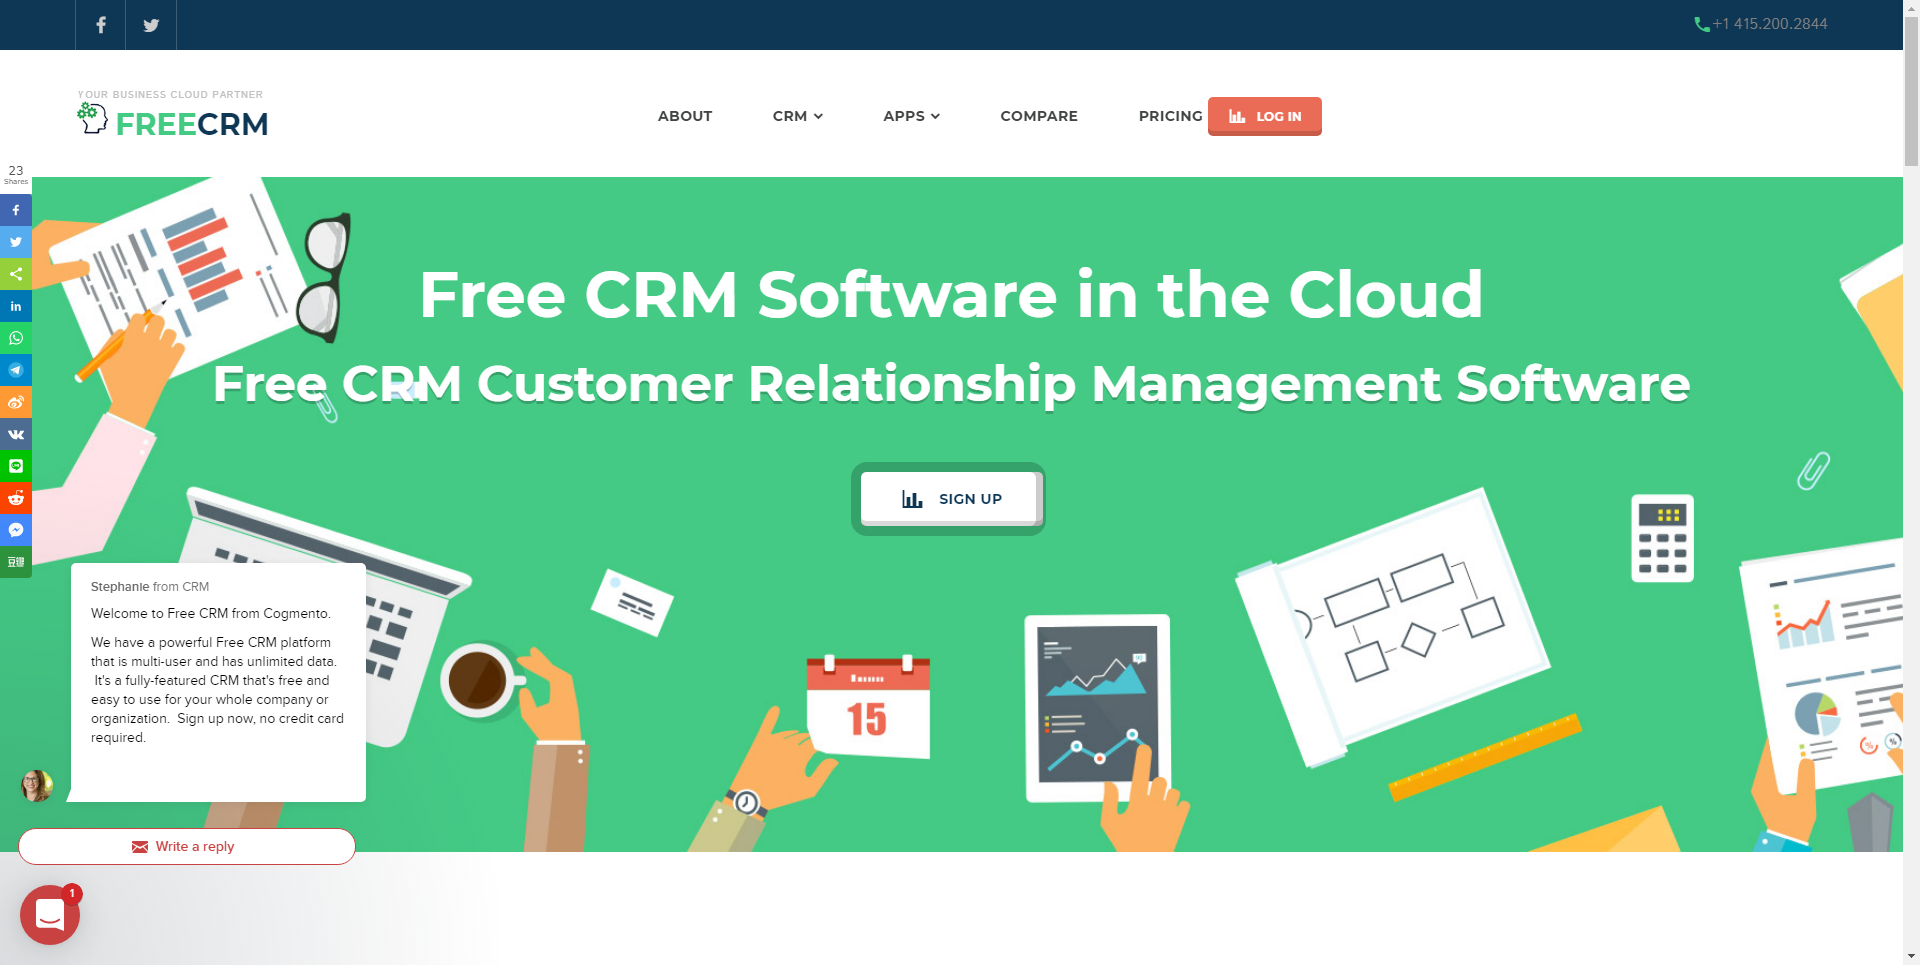 +1 415.200.2844
YOUR BUSINESS CLOUD PARTNER
FREECRM
ABOUT
CRM
APPS
COMPARE
PRICING
LOG IN
23
Shares
in
豆瓣
Free CRM Software in the Cloud
Free CRM Customer Relationship Management Software
SIGN UP
15
Stephanie from CRM
Welcome to Free CRM from Cogmento.
We have a powerful Free CRM platform
that is multi-user and has unlimited data.
It's a fully-featured CRM that's free and
easy to use for your whole company or
organization.  Sign up now, no credit card
required.
%
%
Write a reply
1